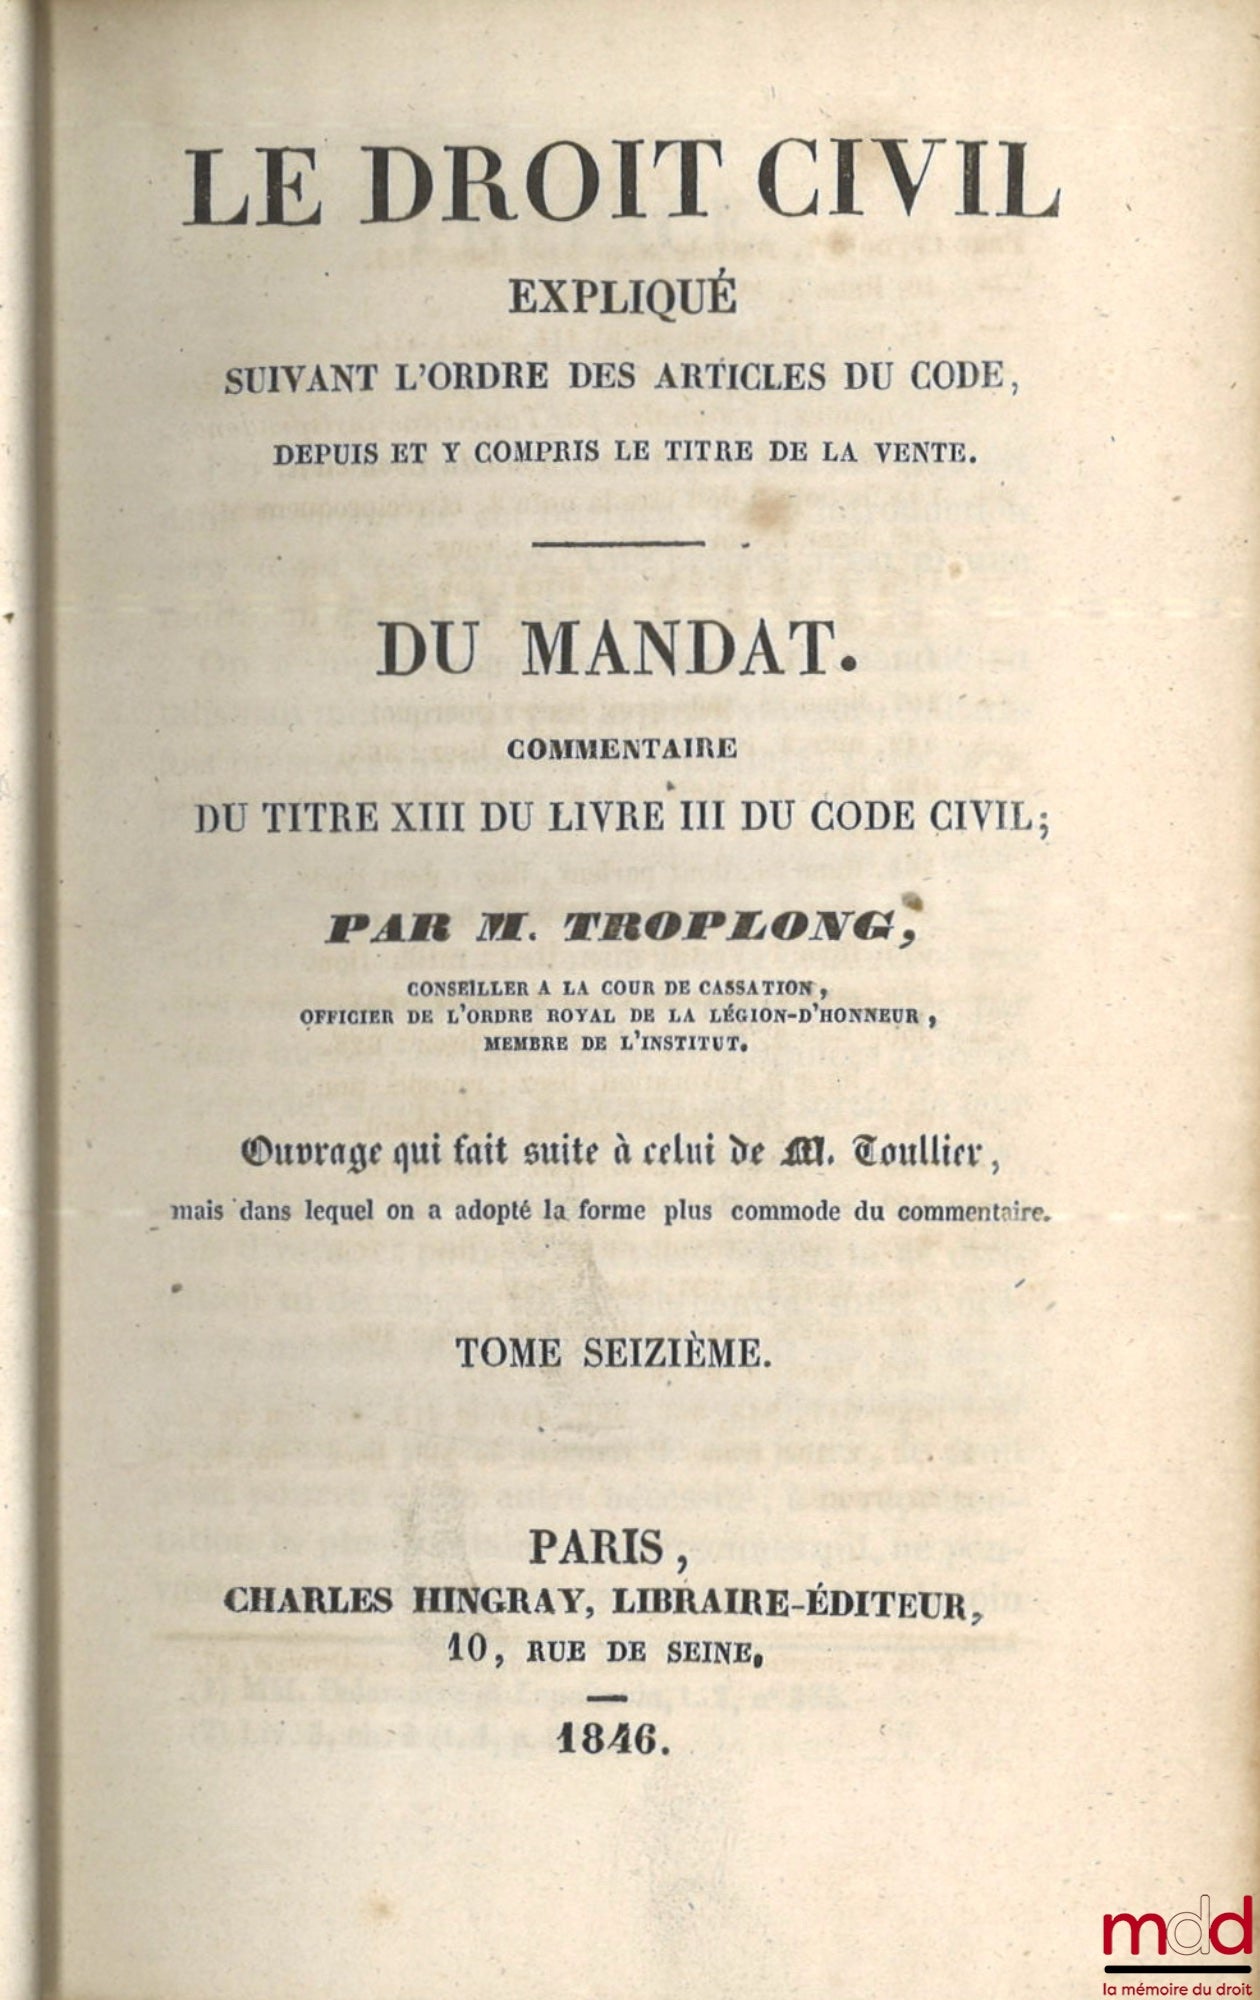 LE DROIT CIVIL
EXPLIQUÉ
SUIVANT L'ORDRE DES ARTICLES DU CODE,
DEPUIS ET Y COMPRIS LE TITRE DE LA VENTE.
DU MANDAT.
COMMENTAIRE
DU TITRE XIII DU LIVRE III DU CODE CIVIL;
PAR M. TROPLONG,
CONSEILLER A LA COUR DE CASSATION,
OFFICIER DE L'ORDRE ROYAL DE LA LÉGION-D'HONNEUR,
MEMBRE DE L'INSTITUT.
Ouvrage qui fait suite à celui de M. Toullier,
mais dans lequel on a adopté la forme plus commode du commentaire.
TOME SEIZIÈME.
PARIS,
CHARLES HINGRAY, LIBRAIRE-ÉDITEUR,
10, RUE DE SEINE.
1846.
mdd
la mémoire du droit